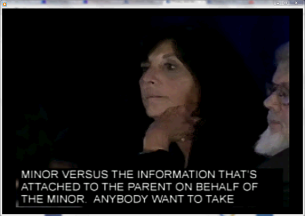 MINOR VERSUS THE INFORMATION THAT'S
ATTACHED TO THE PARENT ON BEHALF OF
THE MINOR.  ANYBODY WANT TO TAKE